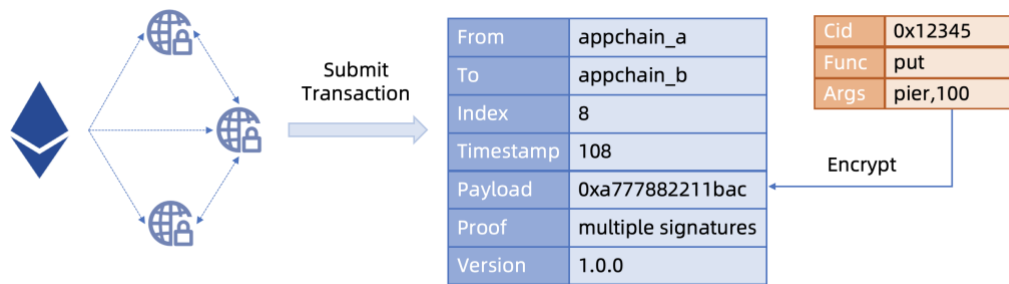 Submit
Transaction
From appchain_a
To appchain_b
Index 8
Timestamp 108
Payload 0xa777882211bac
Proof multiple signatures
Version 1.0.0
Cid 0x12345
Func put
Args pier,100
Encrypt